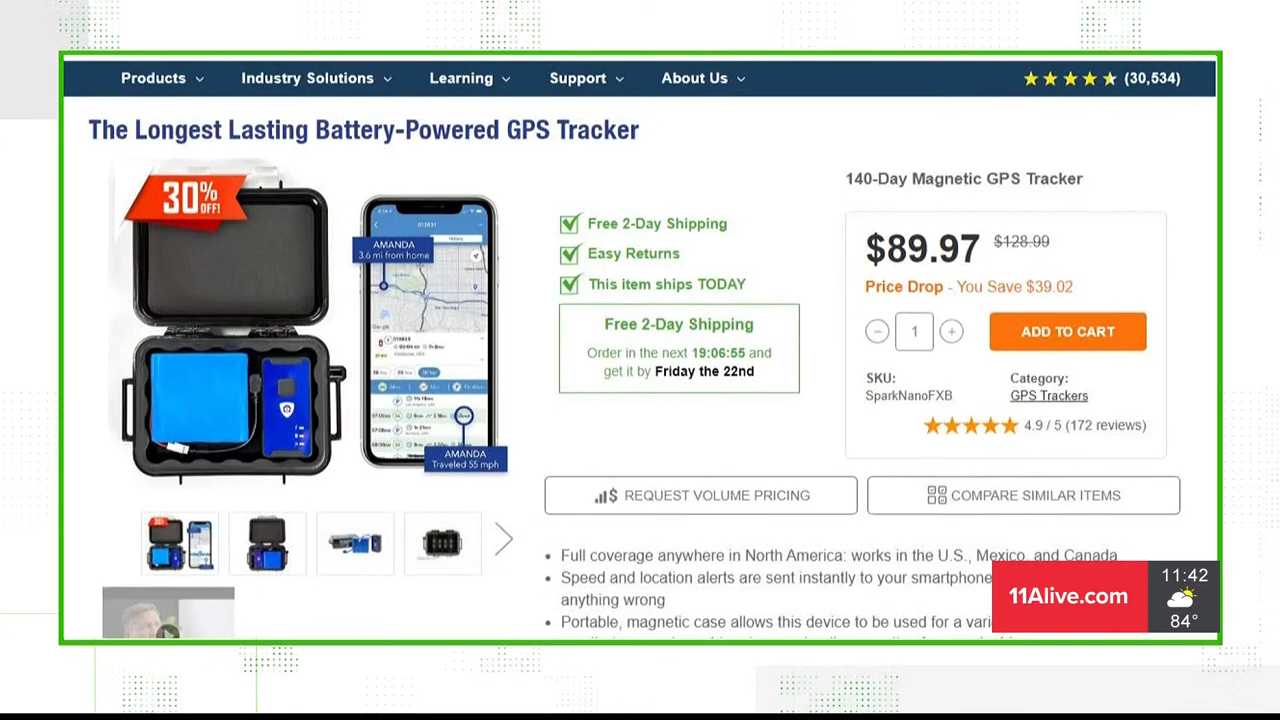 Products
Industry Solutions
Learning
Support
About Us
(30,534)
The Longest Lasting Battery-Powered GPS Tracker
30%
OFF!
AMANDA
3.6 mi from home
AMANDA
Traveled 55 mph
Free 2-Day Shipping
Easy Returns
This item ships TODAY
Free 2-Day Shipping
Order in the next 19:06:55 and
get it by Friday the 22nd
140-Day Magnetic GPS Tracker
$89.97 $128.99
Price Drop - You Save $39.02
1
ADD TO CART
SKU:
SparkNanoFXB
Category:
GPS Trackers
4.9 / 5 (172 reviews)
REQUEST VOLUME PRICING
COMPARE SIMILAR ITEMS
Full coverage anywhere in North America: works in the U.S., Mexico, and Canada
Speed and location alerts are sent instantly to your smartphone
anything wrong
Portable, magnetic case allows this device to be used for a
11Alive.com
11:42
84°